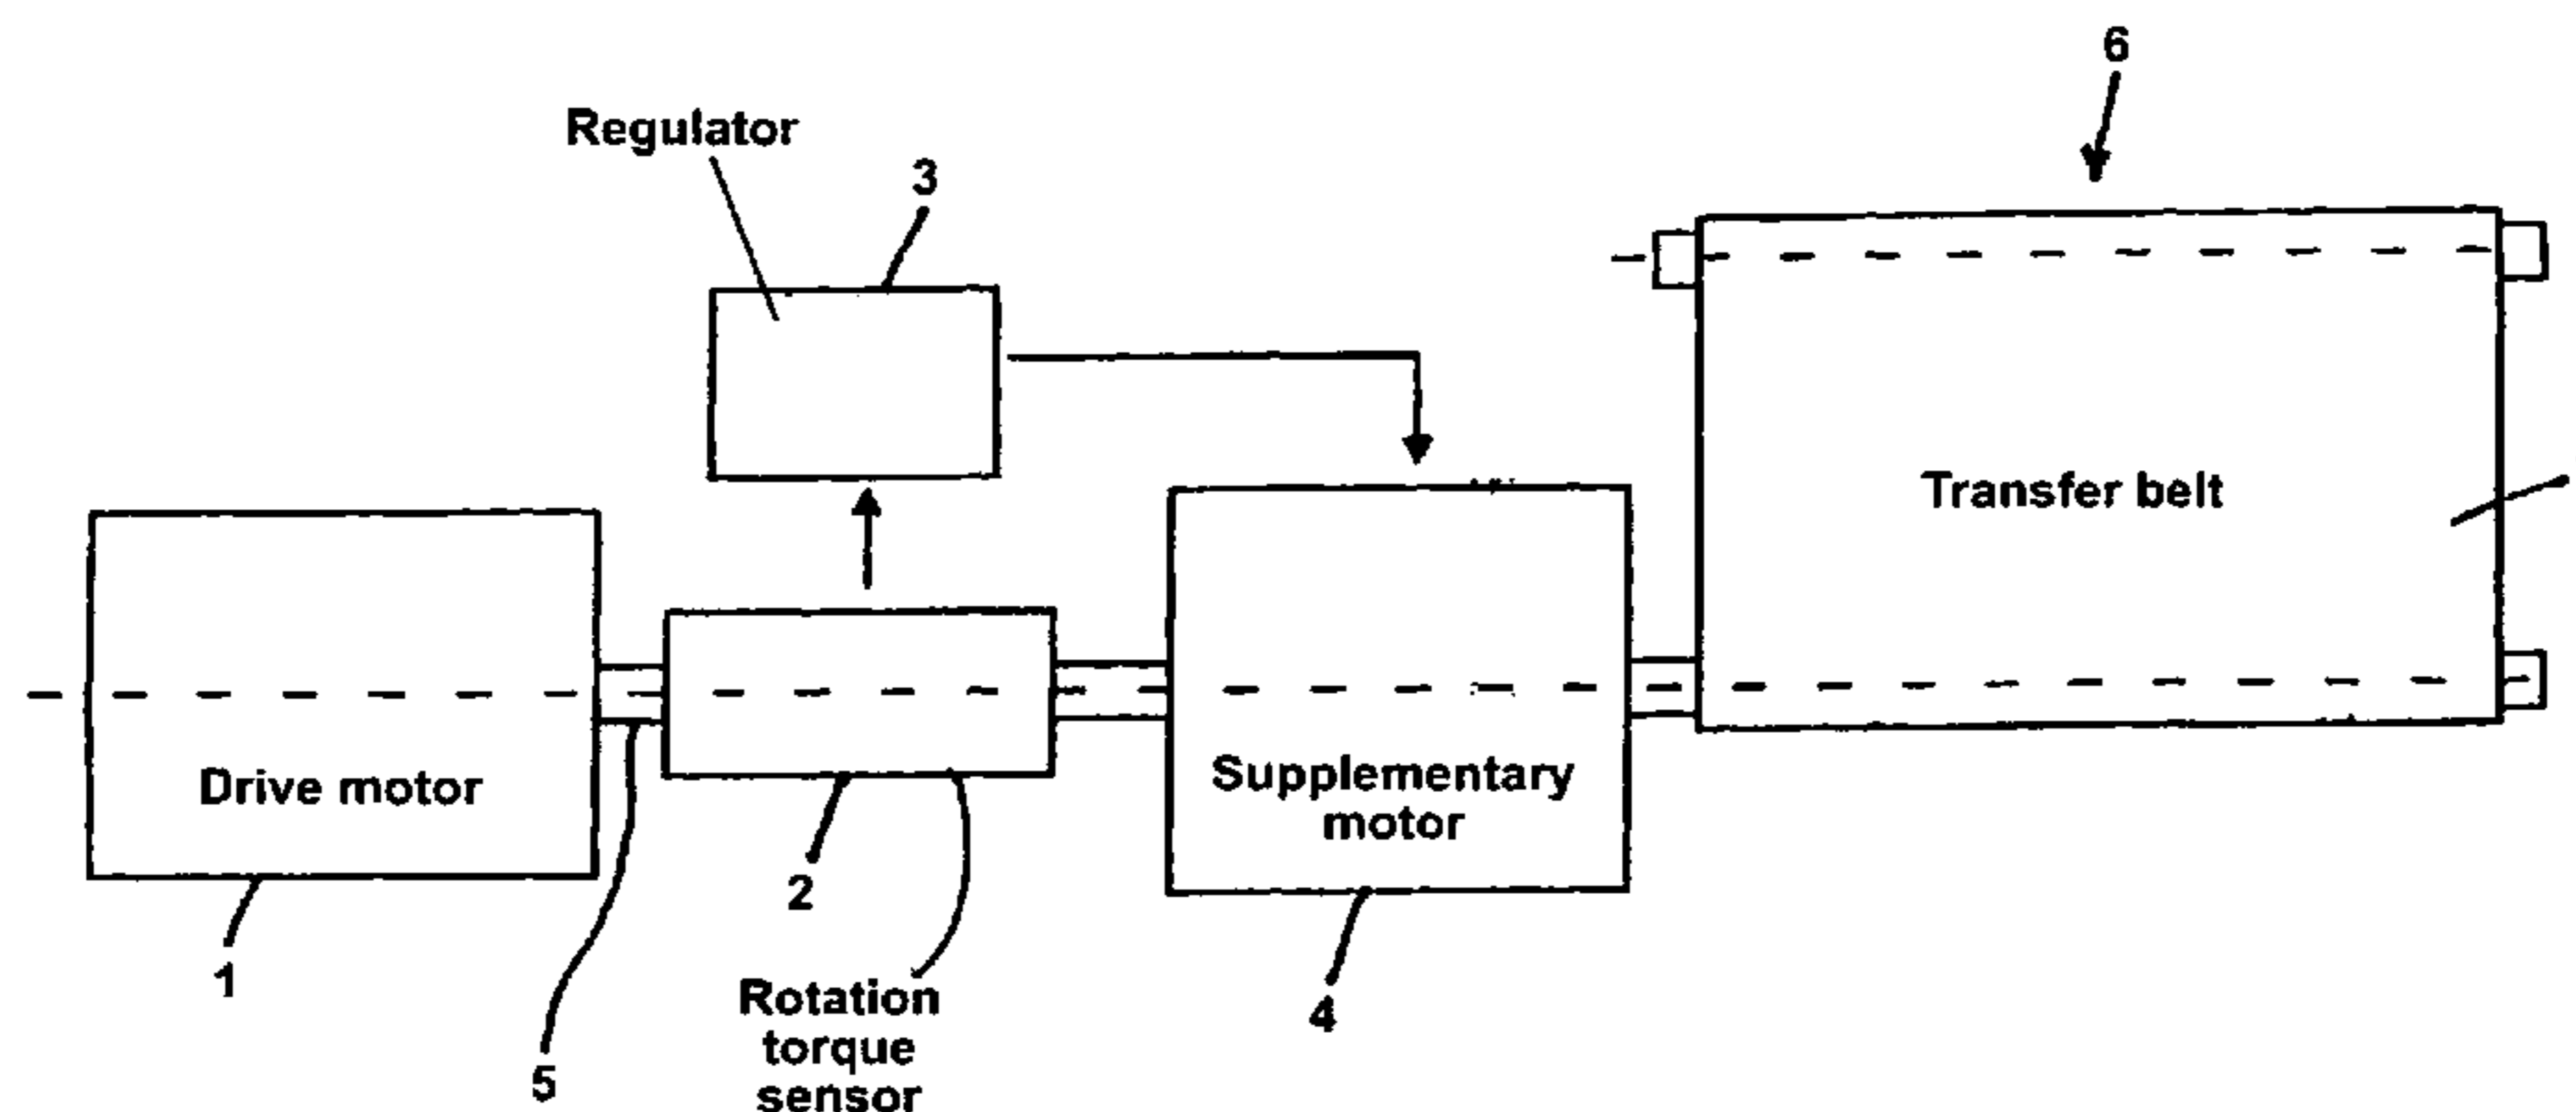 6
Regulator
3
Transfer belt
Drive motor
Supplementary
motor
2
1
Rotation
torque
sensor
4
5